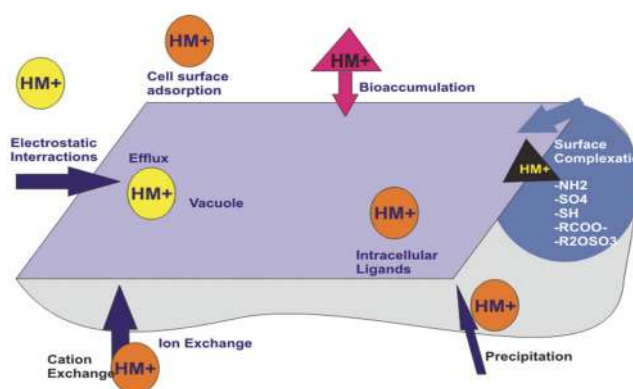 HM+
Cell surface
adsorption
HM+
HM+
Bioaccumulation
Electrostatic
Interractions
Efflux
HM+
Vacuole
HM+
Intracellular
Ligands
Surface
Complexatio
HM+
-NH2
-SO4
-SH
-RCOO-
-R2OSO3
HM+
Ion Exchange
Cation
Exchange
HM+
Precipitation